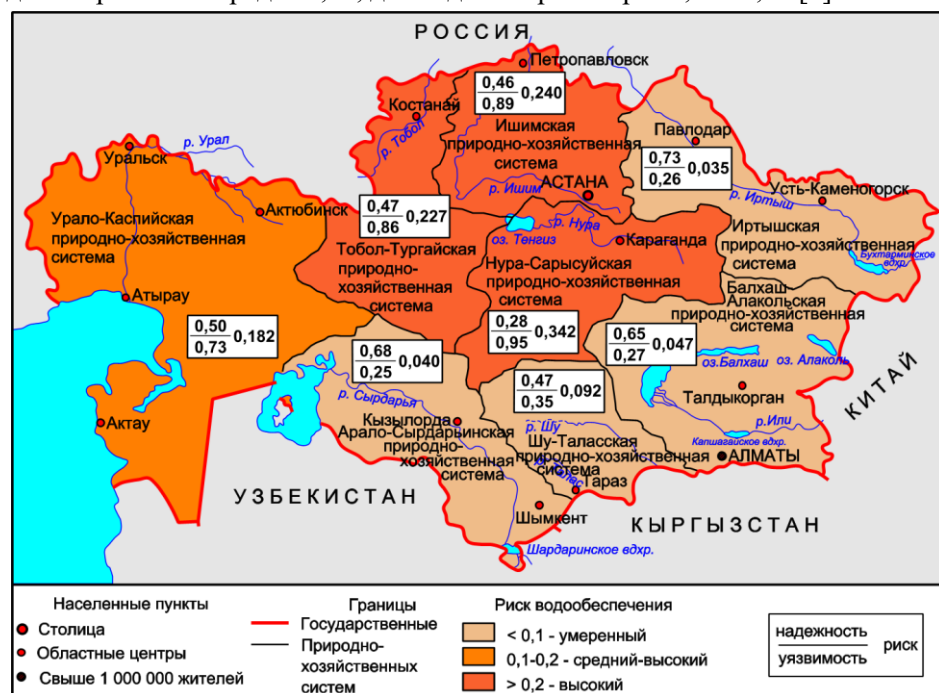 РОССИЯ
Петропавловск
0,46
0,89
0,240
Костанай
р. Тобол
Ишимская
природно-хозяйственная
система
Павлодар
0,73
0,26
0,035
р. Урал
Уральск
АСТАНА
р. Ишим
р. Иртыш
Усть-Каменогорск
Актюбинск
0,47
0,86
0,227
р. Нура
оз. Тенгиз
Караганда
Урало-Каспийская
природно-хозяйственная
система
Тобол-Тургайская
природно-
хозяйственная
система
Нура-Сарысуйская
природно-хозяйственная
система
Иртышская
природно-хозяйственная
система
Бухтарминское
вдхр.
Балхаш
Алакольская
природно-хозяйственная
система
Атырау
0,50
0,73
0,182
0,28
0,95
0,342
0,65
0,27
0,047
0,68
0,25
0,040
оз.Балхаш
оз. Алаколь
0,47
0,35
0,092
Талдыкорган
КИТАЙ
р. Сырдарья
Актау
Кызылорда
р. Шу
р.Или
Капшагайское вдхр.
Арало-Сырдарьинская
природно-
хозяйственная
система
Шу-Таласская
природно-хозяйственная
система
АЛМАТЫ
Тараз
УЗБЕКИСТАН
Шымкент
КЫРГЫЗСТАН
Шардаринское вдхр.
Населенные пункты
Столица
Областные центры
Свыше 1 000 000 жителей
Границы
Государственные
Природно-
хозяйственных
систем
Риск водообеспечения
< 0,1 - умеренный
0,1-0,2 - средний-высокий
> 0,2 - высокий
надежность
уязвимость
риск